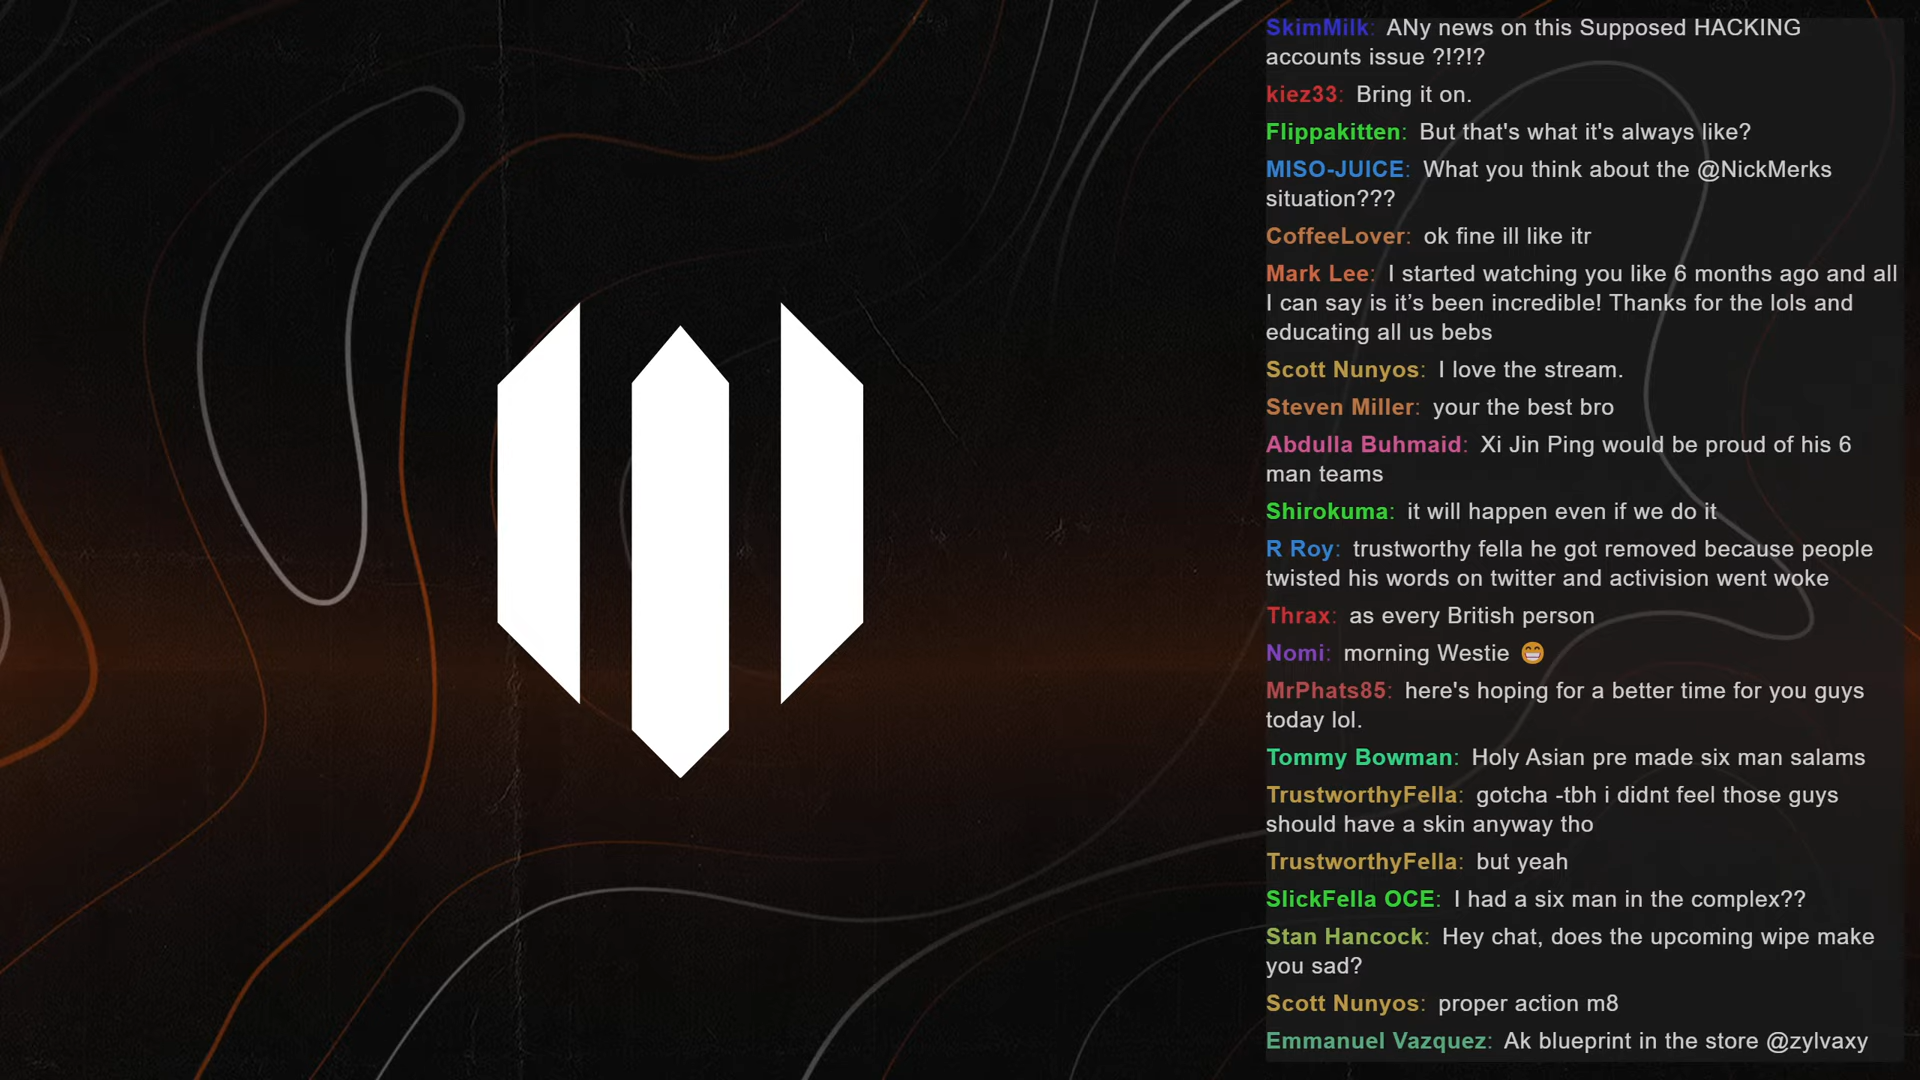 SkimMilk: ANy news on this Supposed HACKING
accounts issue ?!?!?
kiez33: Bring it on.
Flippakitten: But that's what it's always like?
MISO-JUICE: What you think about the @NickMerks
situation???
CoffeeLover: ok fine ill like itr
Mark Lee: I started watching you like 6 months ago and all
I can say is it’s been incredible! Thanks for the lols and
educating all us bebs
Scott Nunyos: I love the stream.
Steven Miller: your the best bro
Abdulla Buhmaid: Xi Jin Ping would be proud of his 6
man teams
Shirokuma: it will happen even if we do it
R Roy: trustworthy fella he got removed because people
twisted his words on twitter and activision went woke
Thrax: as every British person
Nomi: morning Westie 😁
MrPhats85: here's hoping for a better time for you guys
today lol.
Tommy Bowman: Holy Asian pre made six man salams
TrustworthyFella: gotcha -tbh i didnt feel those guys
should have a skin anyway tho
TrustworthyFella: but yeah
SlickFella OCE: I had a six man in the complex??
Stan Hancock: Hey chat, does the upcoming wipe make
you sad?
Scott Nunyos: proper action m8
Emmanuel Vazquez: Ak blueprint in the store @zylvaxy